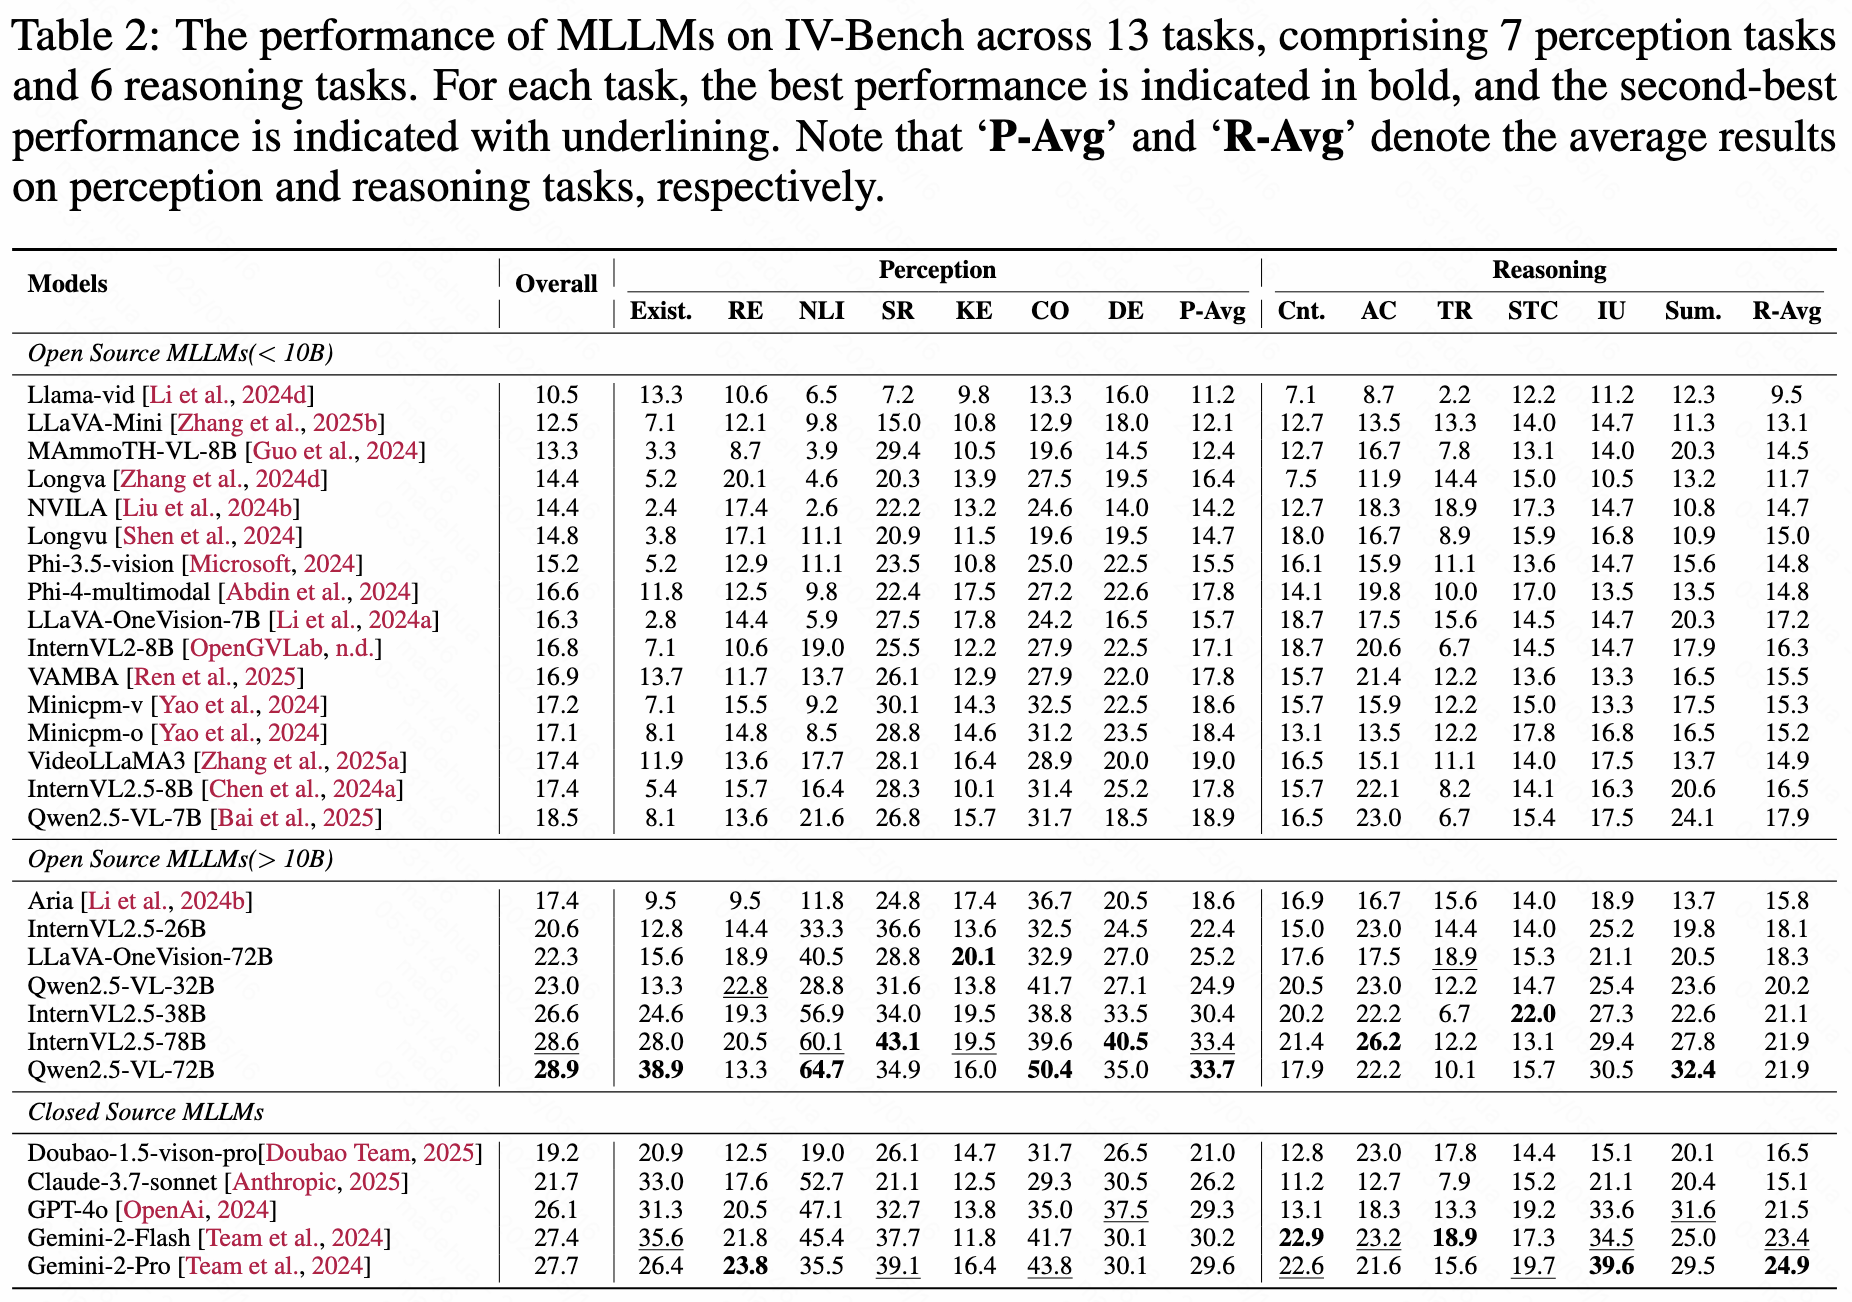 Table 2: The performance of MLLMs on IV-Bench across 13 tasks, comprising 7 perception tasks
and 6 reasoning tasks. For each task, the best performance is indicated in bold, and the second-best
performance is indicated with underlining. Note that ‘P-Avg’ and ‘R-Avg’ denote the average results
on perception and reasoning tasks, respectively.
Models Overall Perception Reasoning
Exist. RE NLI SR KE CO DE P-Avg Cnt. AC TR STC IU Sum. R-Avg
Open Source MLLMs(< 10B)
Llama-vid [Li et al., 2024d] 10.5 13.3 10.6 6.5 7.2 9.8 13.3 16.0 11.2 7.1 8.7 2.2 12.2 11.2 12.3 9.5
LLaVA-Mini [Zhang et al., 2025b] 12.5 7.1 12.1 9.8 15.0 10.8 12.9 18.0 12.1 12.7 13.5 13.3 14.0 14.7 11.3 13.1
MAmmoTH-VL-8B [Guo et al., 2024] 13.3 3.3 8.7 3.9 29.4 10.5 19.6 14.5 12.4 12.7 16.7 7.8 13.1 14.0 20.3 14.5
Longva [Zhang et al., 2024d] 14.4 5.2 20.1 4.6 20.3 13.9 27.5 19.5 16.4 7.5 11.9 14.4 15.0 10.5 13.2 11.7
NVILA [Liu et al., 2024b] 14.4 2.4 17.4 2.6 22.2 13.2 24.6 14.0 14.2 12.7 18.3 18.9 17.3 14.7 10.8 14.7
Longvu [Shen et al., 2024] 14.8 3.8 17.1 11.1 20.9 11.5 19.6 19.5 14.7 18.0 16.7 8.9 15.9 16.8 10.9 15.0
Phi-3.5-vision [Microsoft, 2024] 15.2 5.2 12.9 11.1 23.5 10.8 25.0 22.5 15.5 16.1 15.9 11.1 13.6 14.7 15.6 14.8
Phi-4-multimodal [Abdin et al., 2024] 16.6 11.8 12.5 9.8 22.4 17.5 27.2 22.6 17.8 14.1 19.8 10.0 17.0 13.5 13.5 14.8
LLaVA-OneVision-7B [Li et al., 2024a] 16.3 2.8 14.4 5.9 27.5 17.8 24.2 16.5 15.7 18.7 17.5 15.6 14.5 14.7 20.3 17.2
InternVL2-8B [OpenGVLab, n.d.] 16.8 7.1 10.6 19.0 25.5 12.2 27.9 22.5 17.1 18.7 20.6 6.7 14.5 14.7 17.9 16.3
VAMBA [Ren et al., 2025] 16.9 13.7 11.7 13.7 26.1 12.9 27.9 22.0 17.8 15.7 21.4 12.2 13.6 13.3 16.5 15.5
Minicpm-v [Yao et al., 2024] 17.2 7.1 15.5 9.2 30.1 14.3 32.5 22.5 18.6 15.7 15.9 12.2 15.0 13.3 17.5 15.3
Minicpm-o [Yao et al., 2024] 17.1 8.1 14.8 8.5 28.8 14.6 31.2 23.5 18.4 13.1 13.5 12.2 17.8 16.8 16.5 15.2
VideoLLaMA3 [Zhang et al., 2025a] 17.4 11.9 13.6 17.7 28.1 16.4 28.9 20.0 19.0 16.5 15.1 11.1 14.0 17.5 13.7 14.9
InternVL2.5-8B [Chen et al., 2024a] 17.4 5.4 15.7 16.4 28.3 10.1 31.4 25.2 17.8 15.7 22.1 8.2 14.1 16.3 20.6 16.5
Qwen2.5-VL-7B [Bai et al., 2025] 18.5 8.1 13.6 21.6 26.8 15.7 31.7 18.5 18.9 16.5 23.0 6.7 15.4 17.5 24.1 17.9
Open Source MLLMs(> 10B)
Aria [Li et al., 2024b] 17.4 9.5 9.5 11.8 24.8 17.4 36.7 20.5 18.6 16.9 16.7 15.6 14.0 18.9 13.7 15.8
InternVL2.5-26B 20.6 12.8 14.4 33.3 36.6 13.6 32.5 24.5 22.4 15.0 23.0 14.4 14.0 25.2 19.8 18.1
LLaVA-OneVision-72B 22.3 15.6 18.9 40.5 28.8 20.1 32.9 27.0 25.2 17.6 17.5 18.9 15.3 21.1 20.5 18.3
Qwen2.5-VL-32B 23.0 13.3 22.8 28.8 31.6 13.8 41.7 27.1 24.9 20.5 23.0 12.2 14.7 25.4 23.6 20.2
InternVL2.5-38B 26.6 24.6 19.3 56.9 34.0 19.5 38.8 33.5 30.4 20.2 22.2 6.7 22.0 27.3 22.6 21.1
InternVL2.5-78B 28.6 28.0 20.5 60.1 43.1 19.5 39.6 40.5 33.4 21.4 26.2 12.2 13.1 29.4 27.8 21.9
Qwen2.5-VL-72B 28.9 38.9 13.3 64.7 34.9 16.0 50.4 35.0 33.7 17.9 22.2 10.1 15.7 30.5 32.4 21.9
Closed Source MLLMs
Doubao-1.5-vison-pro[Doubao Team, 2025] 19.2 20.9 12.5 19.0 26.1 14.7 31.7 26.5 21.0 12.8 23.0 17.8 14.4 15.1 20.1 16.5
Claude-3.7-sonnet [Anthropic, 2025] 21.7 33.0 17.6 52.7 21.1 12.5 29.3 30.5 26.2 11.2 12.7 7.9 15.2 21.1 20.4 15.1
GPT-4o [OpenAi, 2024] 26.1 31.3 20.5 47.1 32.7 13.8 35.0 37.5 29.3 13.1 18.3 13.3 19.2 33.6 31.6 21.5
Gemini-2-Flash [Team et al., 2024] 27.4 35.6 21.8 45.4 37.7 11.8 41.7 30.1 30.2 22.9 23.2 18.9 17.3 34.5 25.0 23.4
Gemini-2-Pro [Team et al., 2024] 27.7 26.4 23.8 35.5 39.1 16.4 43.8 30.1 29.6 22.6 21.6 15.6 19.7 39.6 29.5 24.9